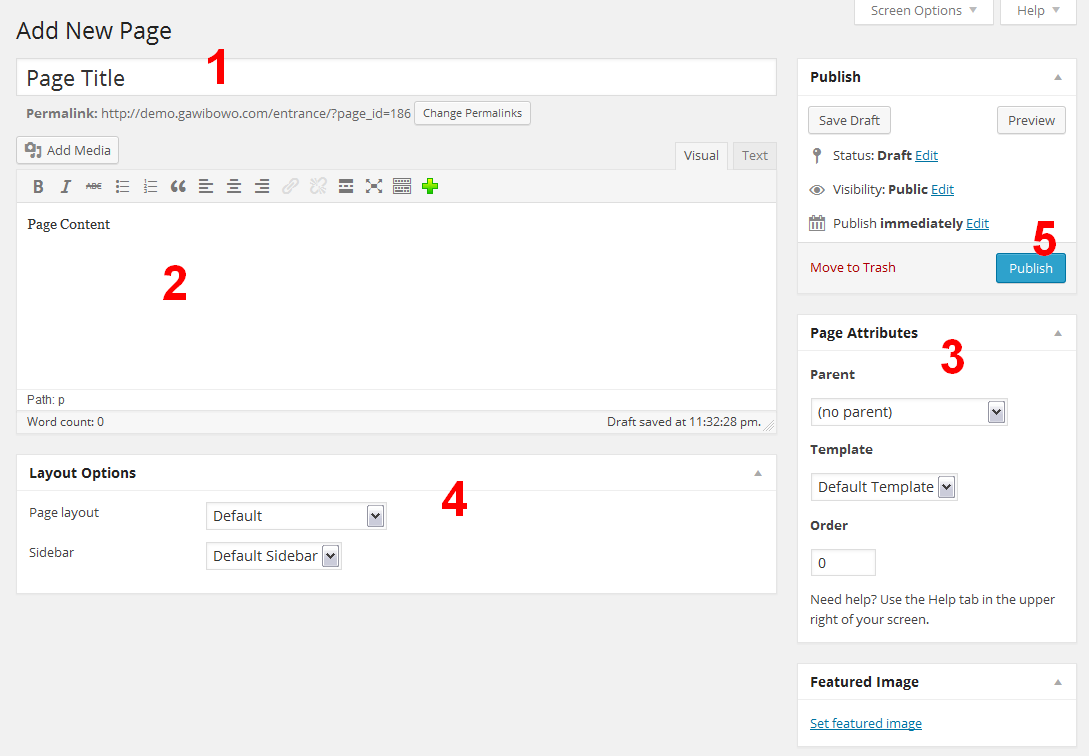 Screen Options
Help
Add New Page
1
Page Title
Permalink: http://demo.gawibowo.com/entrance/?page_id=186 Change Permalinks
Add Media
Visual Text
B I ABC
Page Content
2
Path: p
Word count: 0 Draft saved at 11:32:28 pm.
Layout Options
4
Page layout Default
Sidebar Default Sidebar
Publish
Save Draft Preview
Status: Draft Edit
Visibility: Public Edit
Publish immediately Edit
5
Move to Trash Publish
Page Attributes
3
Parent
(no parent)
Template
Default Template
Order
0
Need help? Use the Help tab in the upper
right of your screen.
Featured Image
Set featured image